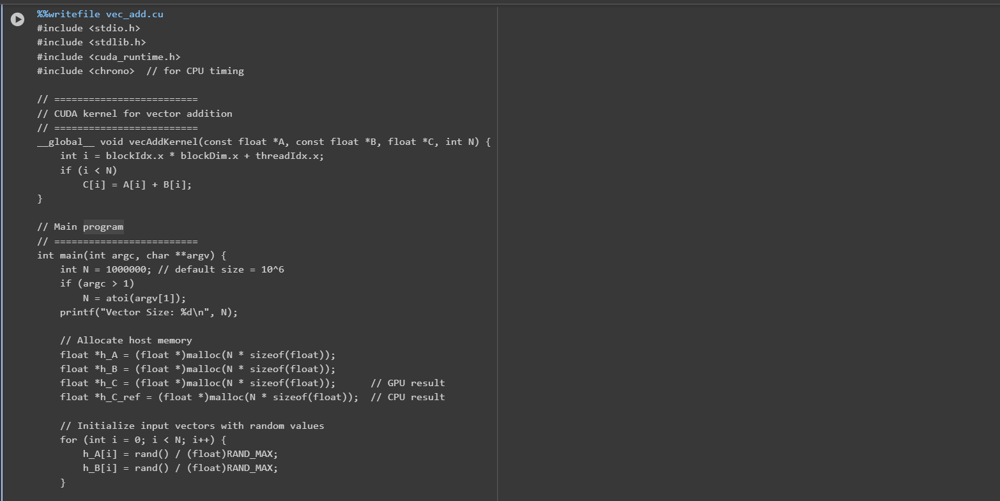 %%writefile vec_add.cu
#include <stdio.h>
#include <stdlib.h>
#include <cuda_runtime.h>
#include <chrono>  // for CPU timing

// =========================
// CUDA kernel for vector addition
// =========================
__global__ void vecAddKernel(const float *A, const float *B, float *C, int N) {
    int i = blockIdx.x * blockDim.x + threadIdx.x;
    if (i < N)
        C[i] = A[i] + B[i];
}

// Main program
// =========================
int main(int argc, char **argv) {
    int N = 1000000; // default size = 10^6
    if (argc > 1)
        N = atoi(argv[1]);
    printf("Vector Size: %d\n", N);

    // Allocate host memory
    float *h_A = (float *)malloc(N * sizeof(float));
    float *h_B = (float *)malloc(N * sizeof(float));
    float *h_C = (float *)malloc(N * sizeof(float));      // GPU result
    float *h_C_ref = (float *)malloc(N * sizeof(float));  // CPU result

    // Initialize input vectors with random values
    for (int i = 0; i < N; i++) {
        h_A[i] = rand() / (float)RAND_MAX;
        h_B[i] = rand() / (float)RAND_MAX;
    }